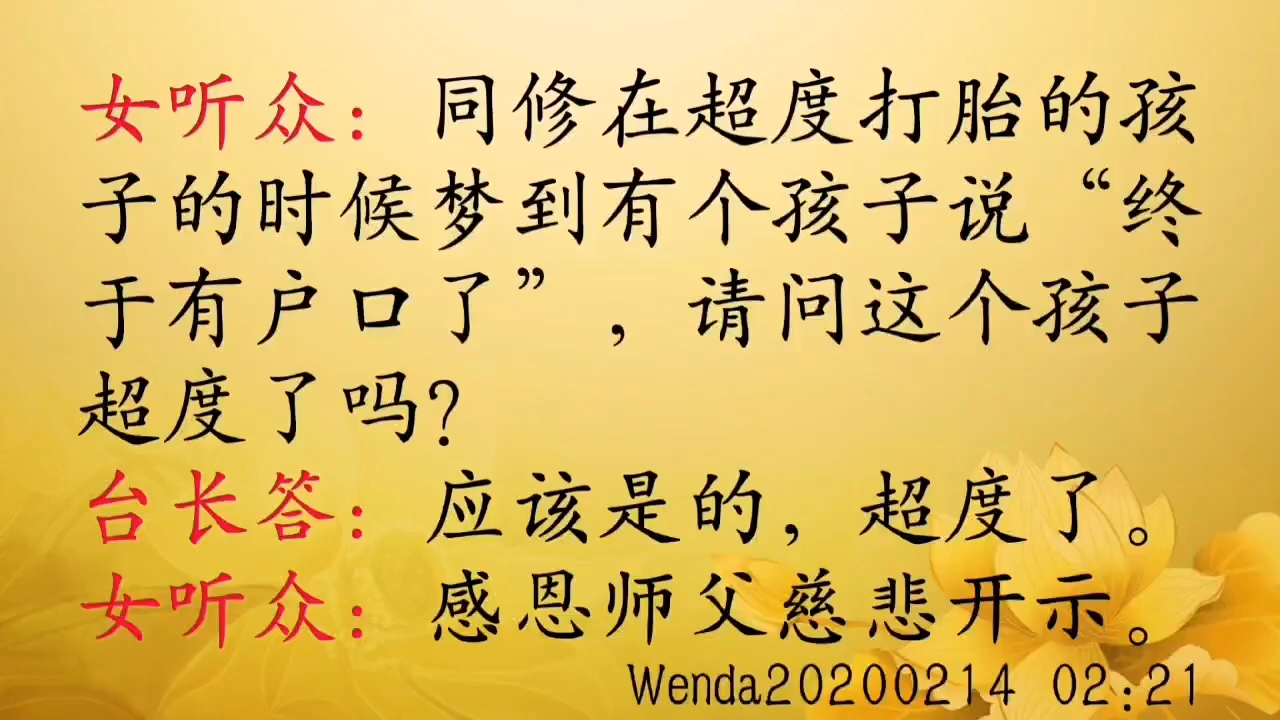 女听众：同修在超度打胎的孩
子的时候梦到有个孩子说“终
于有户口了”，请问这个孩子
超度了吗？
台长答：应该是的，超度了。
女听众：感恩师父慈悲开示。
Wenda20200214 02:21